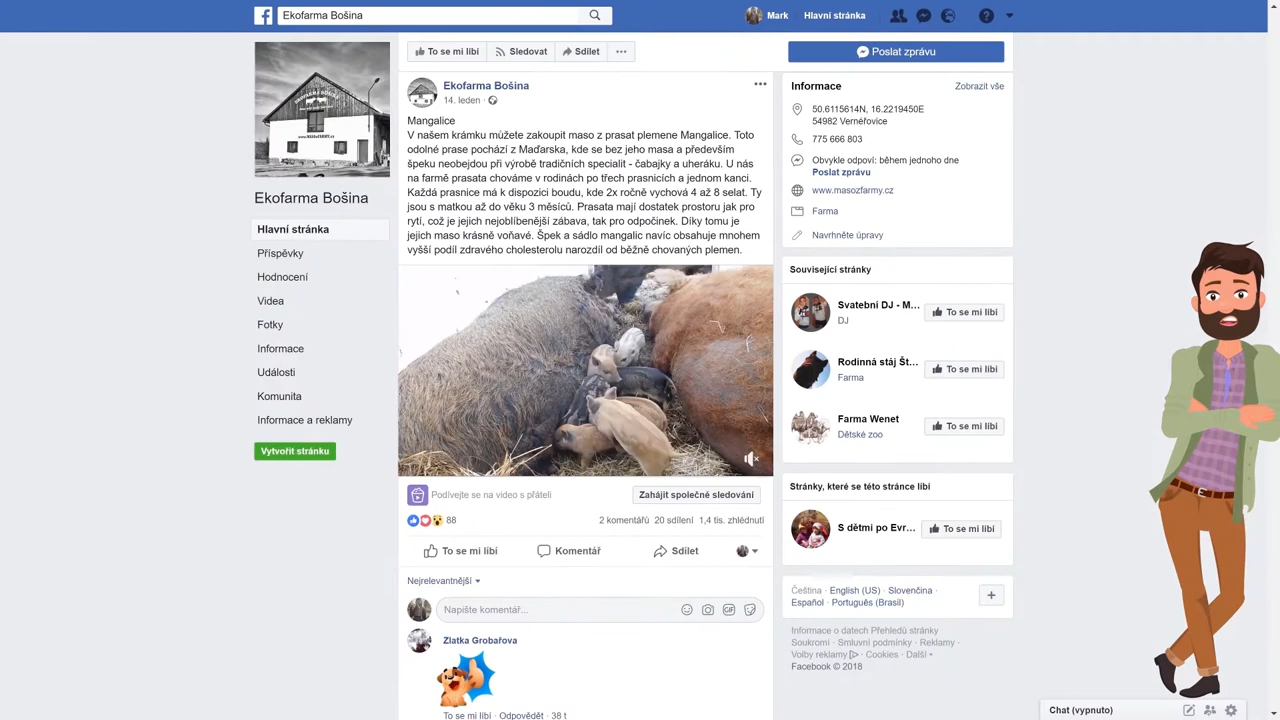 Ekofarma Bošina
Mark
Hlavní stránka
Ekofarma Bošina
Hlavní stránka
Příspěvky
Hodnocení
Videa
Fotky
Informace
Události
Komunita
Informace a reklamy
Vytvořit stránku
To se mi líbí
Sledovat
Sdílet
Ekofarma Bošina
14. leden
Mangalice
V našem krámku můžete zakoupit maso z prasat plemene Mangalice. Toto
odolné prase pochází z Maďarska, kde se bez jeho masa a především
špeku neobejdou při výrobě tradičních specialit - čabajky a uheráku. U nás
na farmě prasata chováme v rodinách po třech prasnicích a jednom kanci.
Každá prasnice má k dispozici boudu, kde 2x ročně vychová 4 až 8 selat. Ty
jsou s matkou až do věku 3 měsíců. Prasata mají dostatek prostoru jak pro
rytí, což je jejich nejoblíbenější zábava, tak pro odpočinek. Díky tomu je
jejich maso krásně voňavé. Špek a sádlo mangalic navíc obsahuje mnohem
vyšší podíl zdravého cholesterolu narozdíl od běžně chovaných plemen.
Podívejte se na video s přáteli
Zahájit společné sledování
88
2 komentářů 20 sdílení 1,4 tis. zhlédnutí
To se mi líbí
Komentář
Sdílet
Nejrelevantnější
Napište komentář...
GIF
Zlatka Grobařova
To se mi líbí · Odpovědět · 38 t
Poslat zprávu
Informace
Zobrazit vše
50.6115614N, 16.2219450E
54982 Vernéřovice
775 666 803
Obvykle odpoví: během jednoho dne
Poslat zprávu
www.masozfarmy.cz
Farma
Navrhněte úpravy
Související stránky
Svatební DJ - M...
DJ
To se mi líbí
Rodinná stáj Št...
Farma
To se mi líbí
Farma Wenet
Dětské zoo
To se mi líbí
Stránky, které se této stránce líbí
S dětmi po Evr...
To se mi líbí
Čeština · English (US) · Slovenčina ·
Español · Português (Brasil)
Informace o datech Přehledů stránky
Soukromí · Smluvní podmínky · Reklamy ·
Volby reklamy · Cookies · Další
Facebook © 2018
Chat (vypnuto)